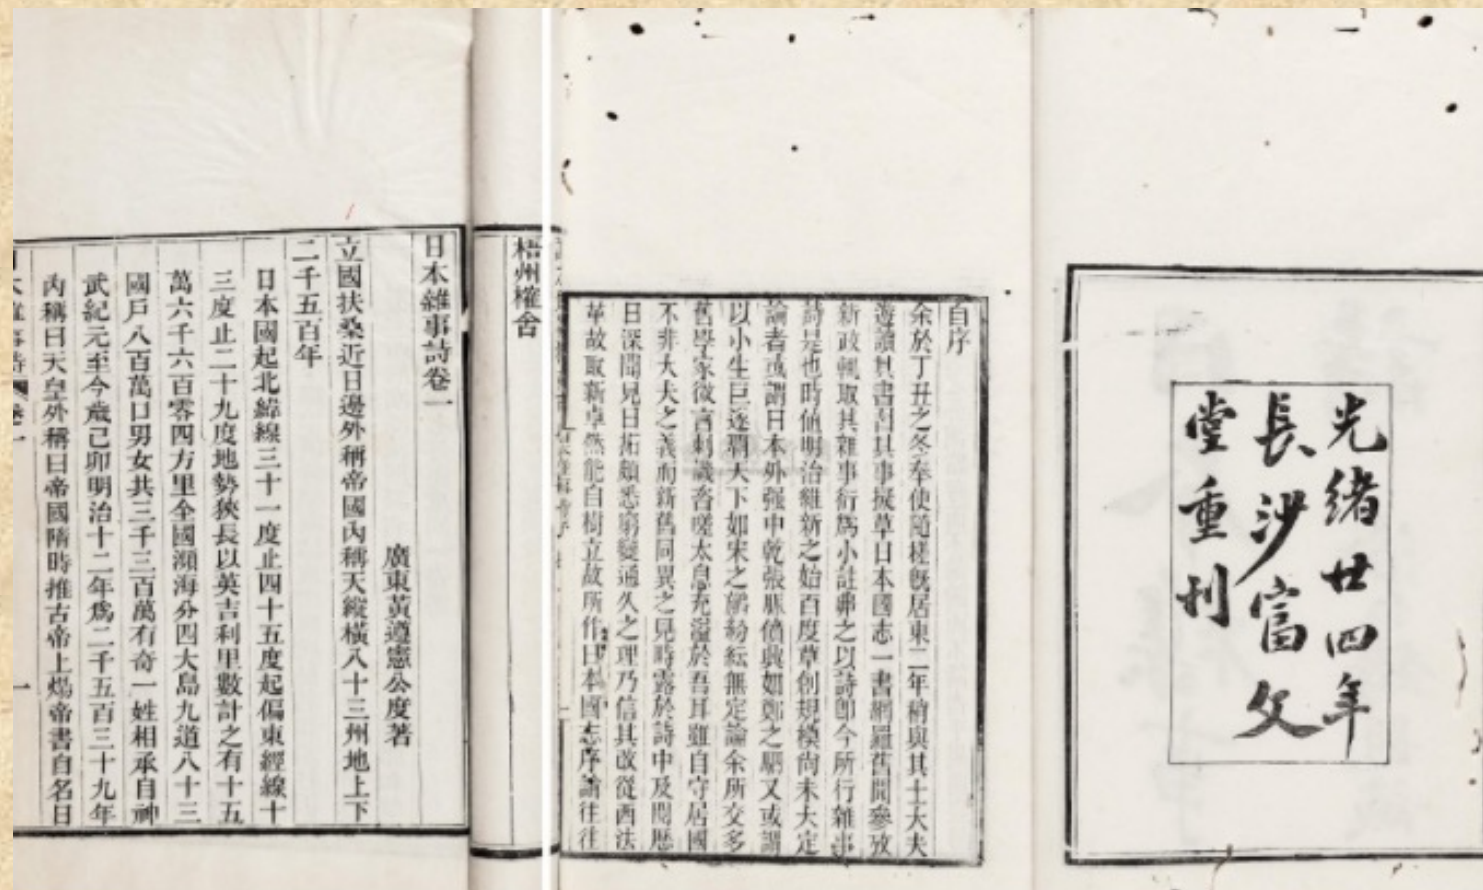 光緒廿四年
長沙富文
堂重刊
自序
余於丁丑之冬奉使隨槎旣居東二年稍與其士大夫
遊讀其書習其事擬草日本國志一書網羅舊聞參攷
新政輒取其雜事衍爲小註弗之以詩卽今所行雜事
詩是也時値明治維新之始百度草創規模尙未大定
論者或謂日本外强中乾張脈僨興如鄭之駟又或謂
以小生巨遂霸天下如宋之鸇紛紜無定論余所交多
舊學家微言刺譏咨嗟太息充溢於吾耳雖自守居國
不非大夫之義而新舊同異之見時露於詩中及閱歷
日深聞見日拓頗悉窮變通久之理乃信其改從西法
革故取新卓然能自樹立故所作日本國志序論往往
梧州榷舍
日本雜事詩卷一
廣東黃遵憲公度著
立國扶桑近日邊外稱帝國內稱天縱橫八十三州地上下
二千五百年
日本國起北緯線三十一度止四十五度起偏東經線十
三度止二十九度地勢狹長以英吉利里數計之有十五
萬六千六百零四方里全國瀕海分四大島九道八十三
國戶八百萬口男女共三千三百萬有奇一姓相承自神
武紀元至今歲己卯明治十二年爲二千五百三十九年
內稱曰天皇外稱曰帝國隋時推古帝上煬帝書自名日
一